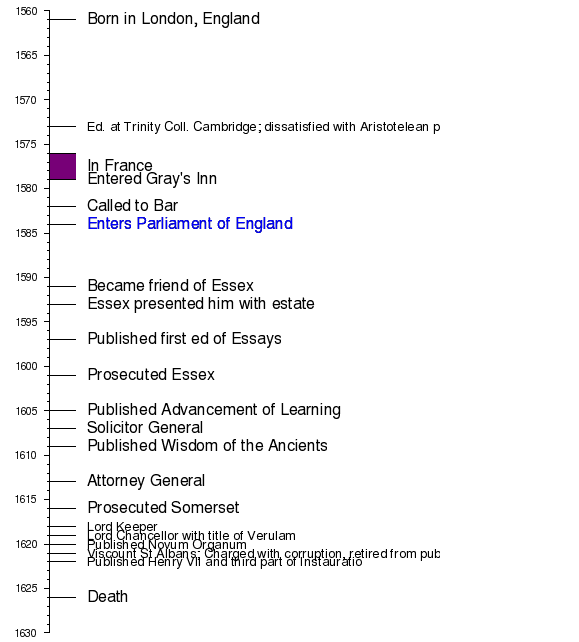 1560
Born in London, England
1565
1570
Ed. at Trinity Coll. Cambridge; dissatisfied with Aristotelean p
1575
In France
Entered Gray's Inn
1580
Called to Bar
Enters Parliament of England
1585
1590
Became friend of Essex
Essex presented him with estate
1595
Published first ed of Essays
1600
Prosecuted Essex
1605
Published Advancement of Learning
Solicitor General
Published Wisdom of the Ancients
1610
Attorney General
1615
Prosecuted Somerset
Lord Keeper
Lord Chancellor with title of Verulam
1620
Published Novum Organum
Viscount St Albans; Charged with corruption, retired from pub
Published Henry VII and third part of Instauratio
1625
Death
1630